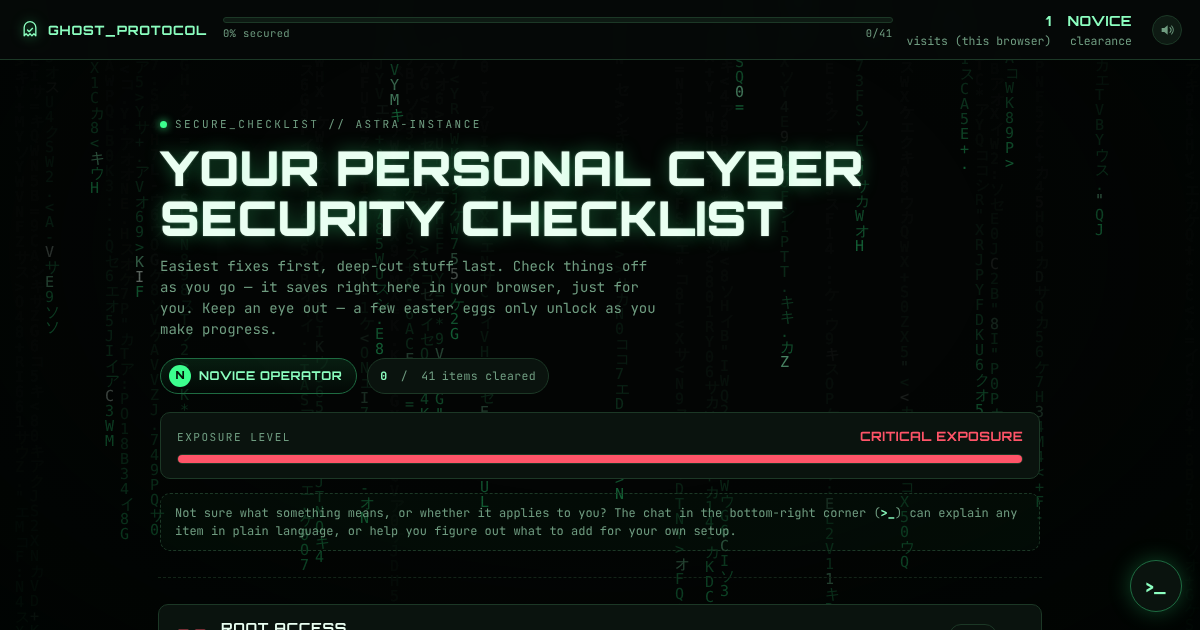 GHOST_PROTOCOL
0% secured
0/41
1 NOVICE
visits (this browser) clearance
SECURE_CHECKLIST // ASTRA-INSTANCE
YOUR PERSONAL CYBER
SECURITY CHECKLIST
Easiest fixes first, deep-cut stuff last. Check things off
as you go — it saves right here in your browser, just for
you. Keep an eye out — a few easter eggs only unlock as you
make progress.
N NOVICE OPERATOR
0 / 41 items cleared
EXPOSURE LEVEL
CRITICAL EXPOSURE
Not sure what something means, or whether it applies to you? The chat in the bottom-right corner (>_) can explain any
item in plain language, or help you figure out what to add for your own setup.
>_
ROOT ACCESS